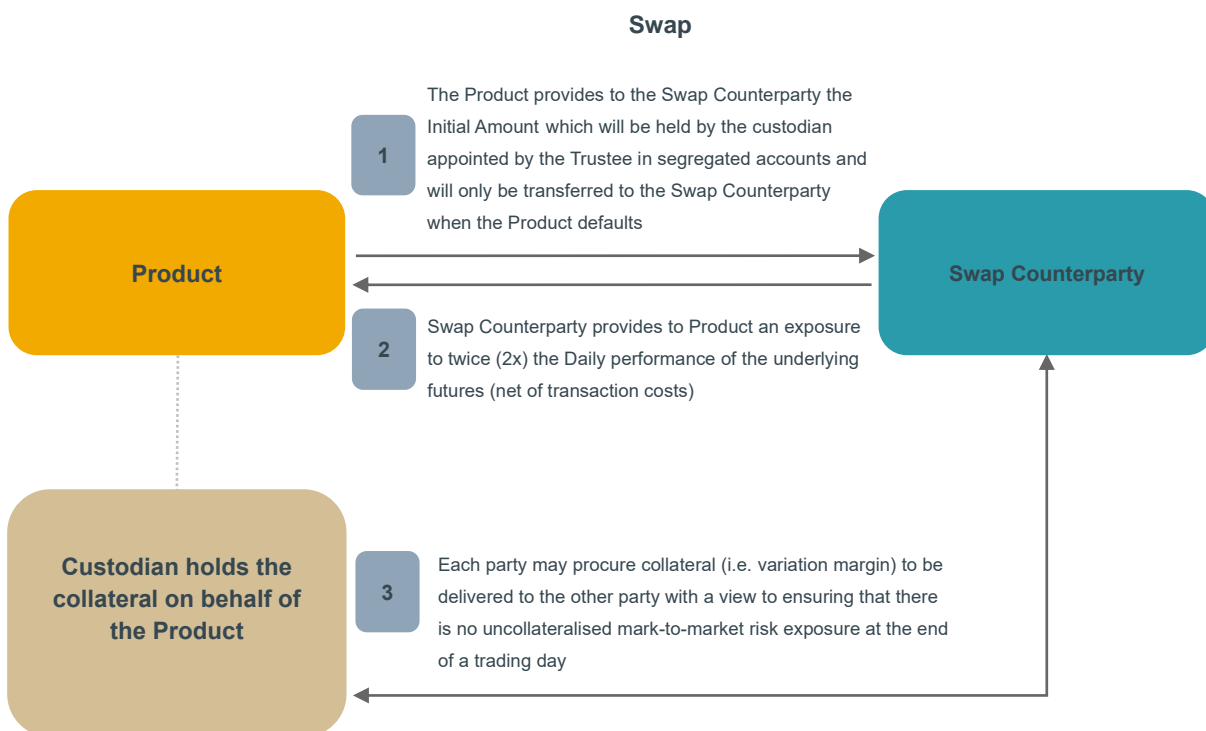 Swap
The Product provides to the Swap Counterparty the
Initial Amount which will be held by the custodian
appointed by the Trustee in segregated accounts and
will only be transferred to the Swap Counterparty
when the Product defaults
1
Product
Swap Counterparty
2
Swap Counterparty provides to Product an exposure
to twice (2x) the Daily performance of the underlying
futures (net of transaction costs)
Custodian holds the
collateral on behalf of
the Product
3
Each party may procure collateral (i.e. variation margin) to be
delivered to the other party with a view to ensuring that there
is no uncollateralised mark-to-market risk exposure at the end
of a trading day